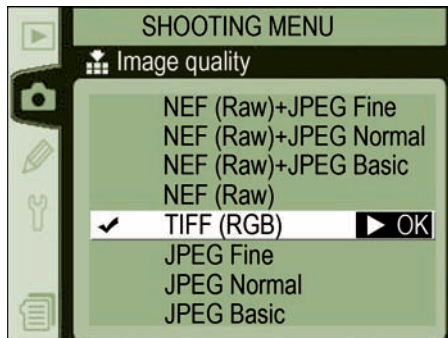 SHOOTING MENU
Image quality
NEF (Raw)+JPEG Fine
NEF (Raw)+JPEG Normal
NEF (Raw)+JPEG Basic
NEF (Raw)
TIFF (RGB) OK
JPEG Fine
JPEG Normal
JPEG Basic